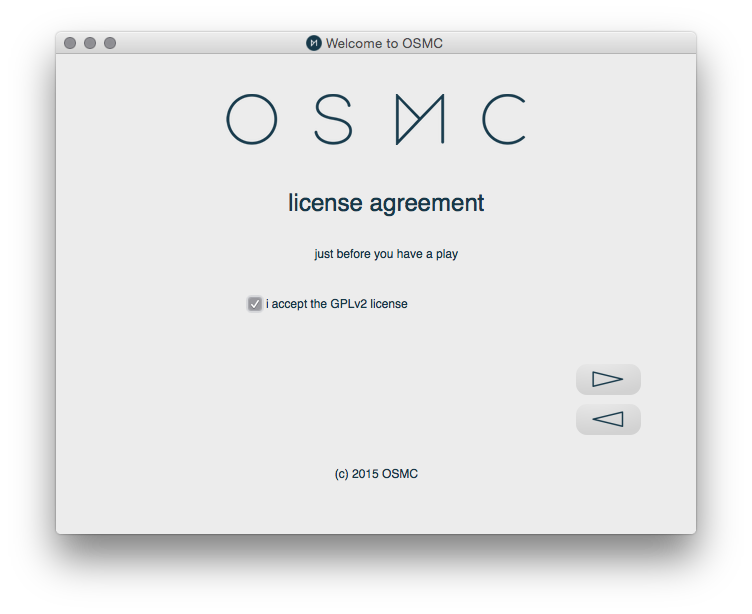 Welcome to OSMC
OSMC
license agreement
just before you have a play
i accept the GPLv2 license
(c) 2015 OSMC